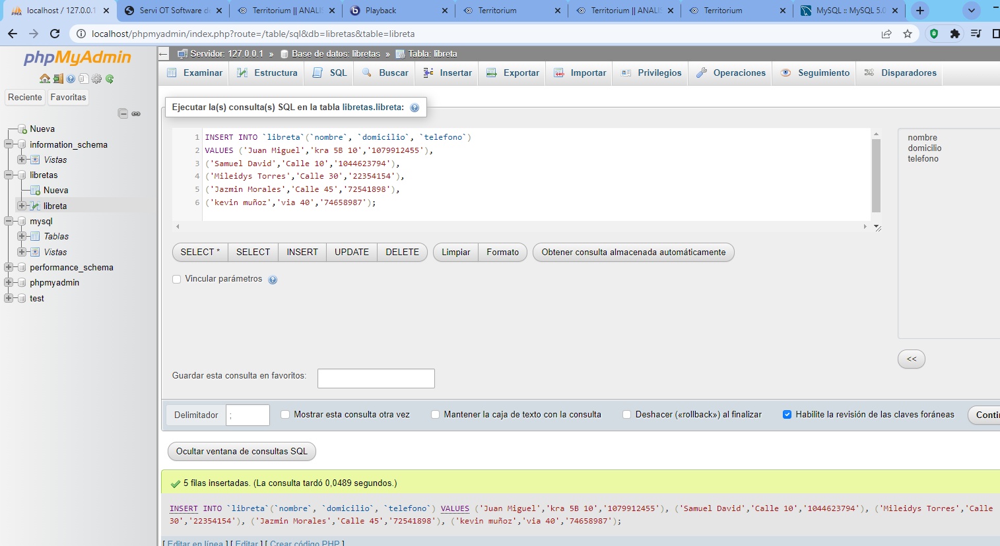 localhost / 127.0.0.1
Servi OT Software de
Territorium || ANALIS
Playback
Territorium
Territorium || ANALIS
Territorium
MySQL :: MySQL 5.0
localhost/phpmyadmin/index.php?route=/table/sql&db=libretas&table=libreta
phpMyAdmin
Reciente
Favoritas
Nueva
information_schema
Vistas
libretas
Nueva
libreta
mysql
Tablas
Vistas
performance_schema
phpmyadmin
test
Servidor: 127.0.0.1 » Base de datos: libretas » Tabla: libreta
Examinar
Estructura
SQL
Buscar
Insertar
Exportar
Importar
Privilegios
Operaciones
Seguimiento
Disparadores
Ejecutar la(s) consulta(s) SQL en la tabla libretas.libreta:
1 INSERT INTO `libreta`(`nombre`, `domicilio`, `telefono`)
2 VALUES ('Juan Miguel','kra 5B 10','1079912455'),
3 ('Samuel David','Calle 10','1044623794'),
4 ('Mileidys Torres','Calle 30','22354154'),
5 ('Jazmin Morales','Calle 45','72541898'),
6 ('kevin muñoz','via 40','74658987');
nombre
domicilio
telefono
SELECT *
SELECT
INSERT
UPDATE
DELETE
Limpiar
Formato
Obtener consulta almacenada automáticamente
Vincular parámetros
<<
Guardar esta consulta en favoritos:
Delimitador
;
Mostrar esta consulta otra vez
Mantener la caja de texto con la consulta
Deshacer («rollback») al finalizar
Habilite la revisión de las claves foráneas
Conti
Ocultar ventana de consultas SQL
5 filas insertadas. (La consulta tardó 0,0489 segundos.)
INSERT INTO `libreta`(`nombre`, `domicilio`, `telefono`) VALUES ('Juan Miguel','kra 5B 10','1079912455'), ('Samuel David','Calle 10','1044623794'), ('Mileidys Torres','Calle
30','22354154'), ('Jazmin Morales','Calle 45','72541898'), ('kevin muñoz','via 40','74658987');
[ Editar en línea ] [ Editar ] [ Crear código PHP ]